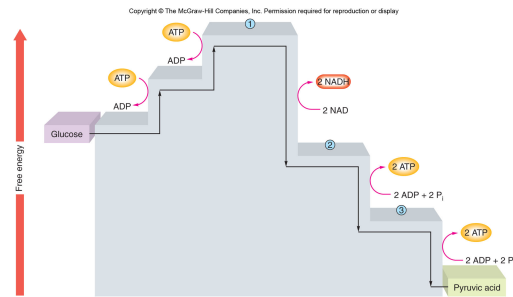 Copyright © The McGraw-Hill Companies, Inc. Permission required for reproduction or display
ATP
1
ADP
ATP
2 NADH
ADP
2 NAD
Glucose
2
Free energy
2 ATP
2 ADP + 2 Pi
3
2 ATP
2 ADP + 2 P
Pyruvic acid